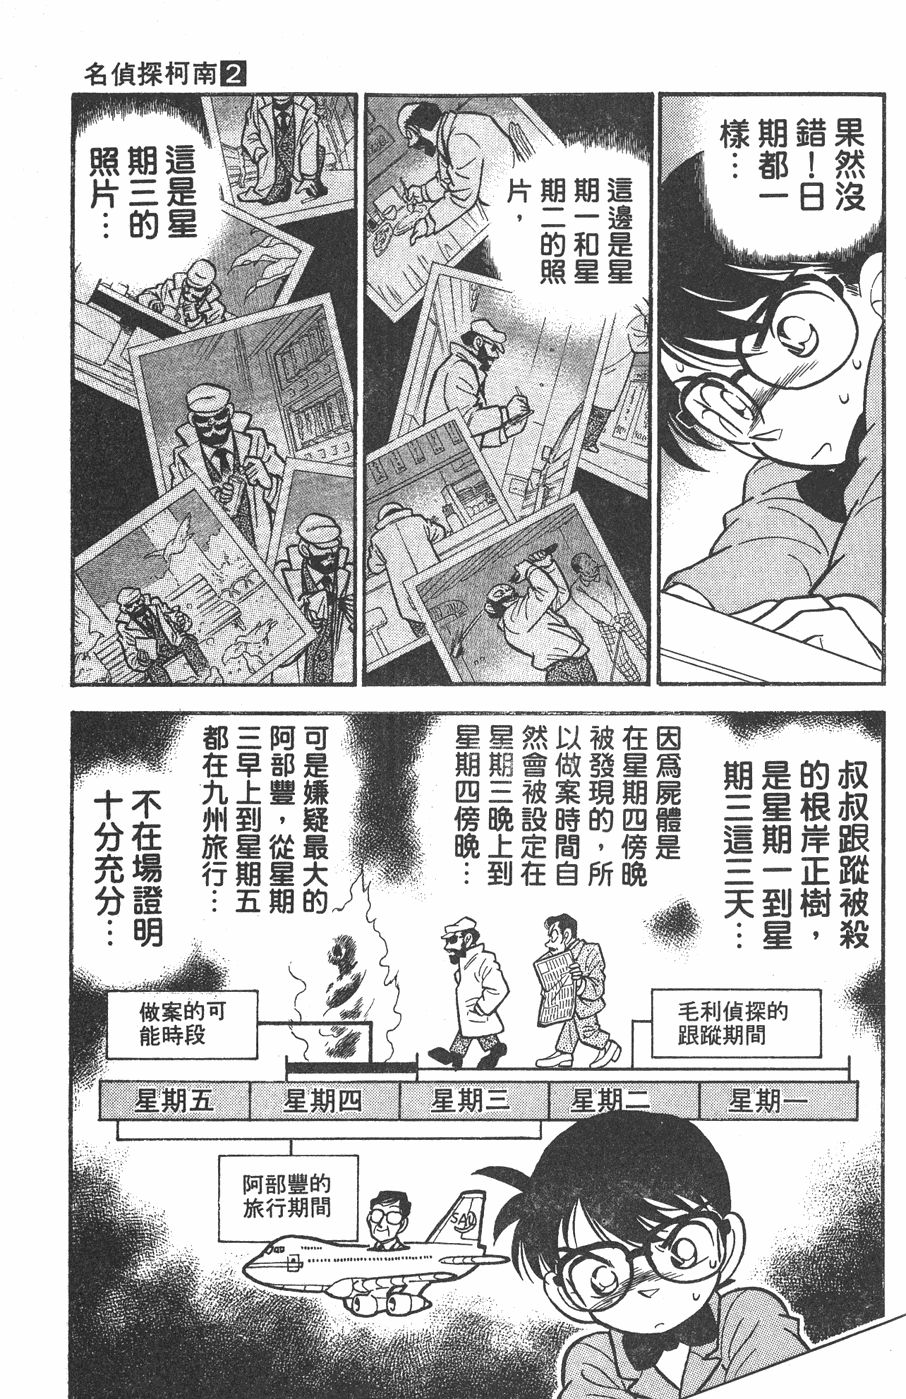 名偵探柯南2
果然沒
錯！日
期都一
樣…
這邊是星
期一和星
期二的照
片，
這是星
期三的
照片…
叔叔跟蹤被殺
的根岸正樹，
是星期一到星
期三這三天…
因為屍體是
在星期四傍晚
被發現的，所
以做案時間自
然會被設定在
星期三晚上到
星期四傍晚…
可是嫌疑最大的
阿部豐，從星期
三早上到星期五
都在九州旅行…
不在場證明
十分充分…
毛利偵探的
跟蹤期間
做案的可
能時段
星期五
星期四
星期三
星期二
星期一
阿部豐的
旅行期間